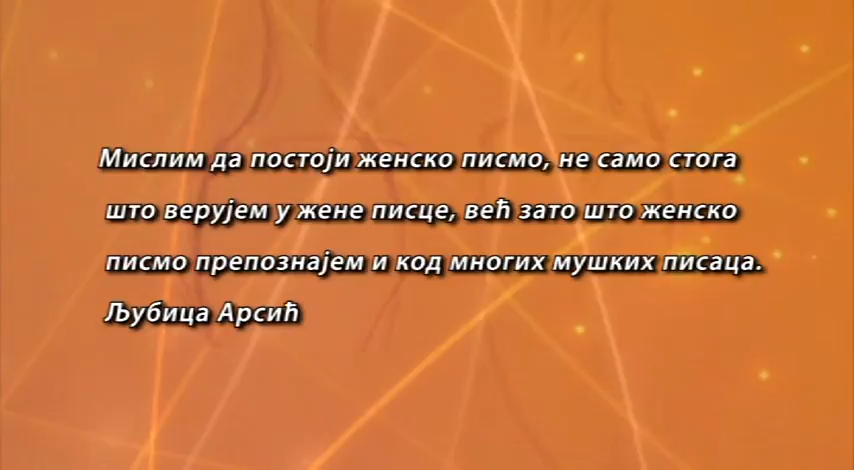 Мислим да постоји женско писмо, не само стога
што верујем у жене писце, већ зато што женско
писмо препознајем и код многих мушких писаца.
Љубица Арсић